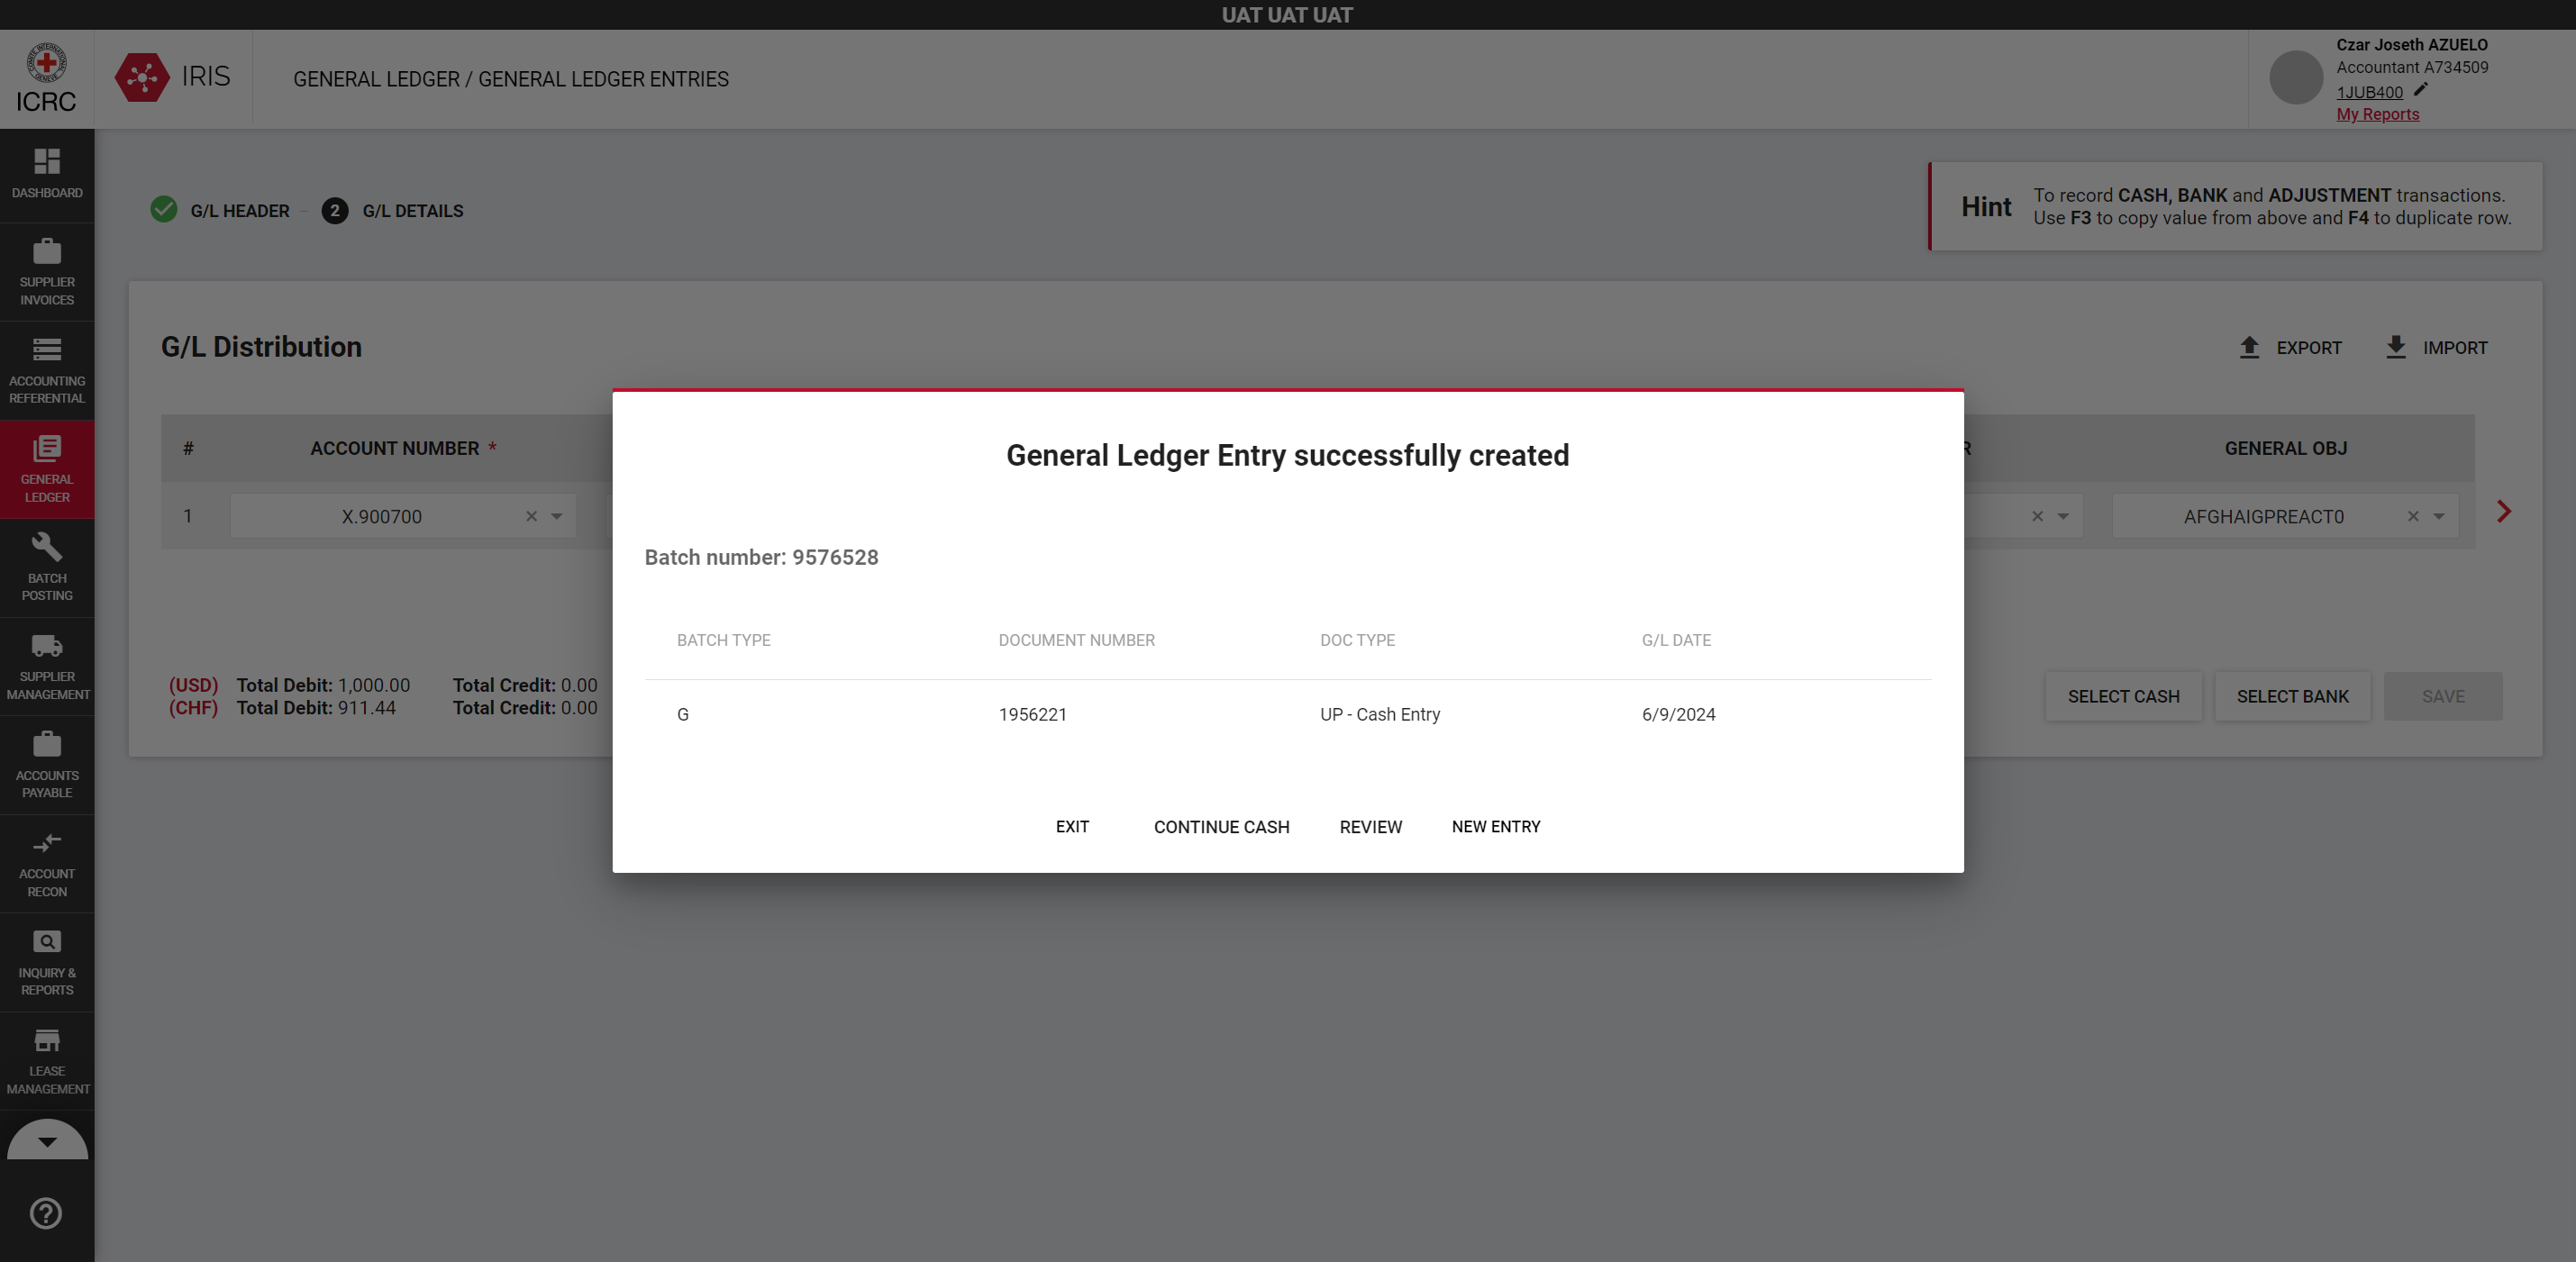 UAT UAT UAT
ICRC
IRIS
GENERAL LEDGER / GENERAL LEDGER ENTRIES
Czar Joseth AZUELO
Accountant A734509
1JUB400
My Reports
DASHBOARD
SUPPLIER
INVOICES
ACCOUNTING
REFERENTIAL
GENERAL
LEDGER
BATCH
POSTING
SUPPLIER
MANAGEMENT
ACCOUNTS
PAYABLE
ACCOUNT
RECON
INQUIRY &
REPORTS
LEASE
MANAGEMENT
G/L HEADER
2 G/L DETAILS
Hint
To record CASH, BANK and ADJUSTMENT transactions.
Use F3 to copy value from above and F4 to duplicate row.
G/L Distribution
EXPORT
IMPORT
# ACCOUNT NUMBER * R GENERAL OBJ
1 X.900700 AFGHAIGPREACT0
(USD) Total Debit: 1,000.00 Total Credit: 0.00
(CHF) Total Debit: 911.44 Total Credit: 0.00
SELECT CASH
SELECT BANK
SAVE
General Ledger Entry successfully created
Batch number: 9576528
BATCH TYPE DOCUMENT NUMBER DOC TYPE G/L DATE
G 1956221 UP - Cash Entry 6/9/2024
EXIT CONTINUE CASH REVIEW NEW ENTRY